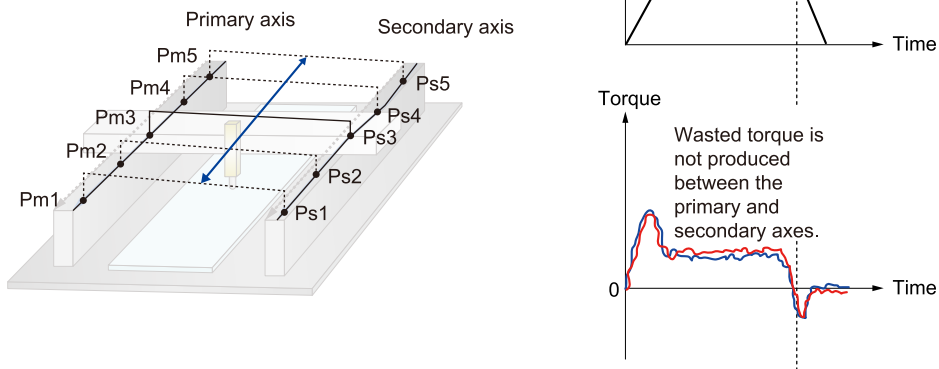 Primary axis
Secondary axis
Pm5
Pm4
Pm3
Pm2
Pm1
Ps5
Ps4
Ps3
Ps2
Ps1
Time
Torque
Wasted torque is
not produced
between the
primary and
secondary axes.
0
Time